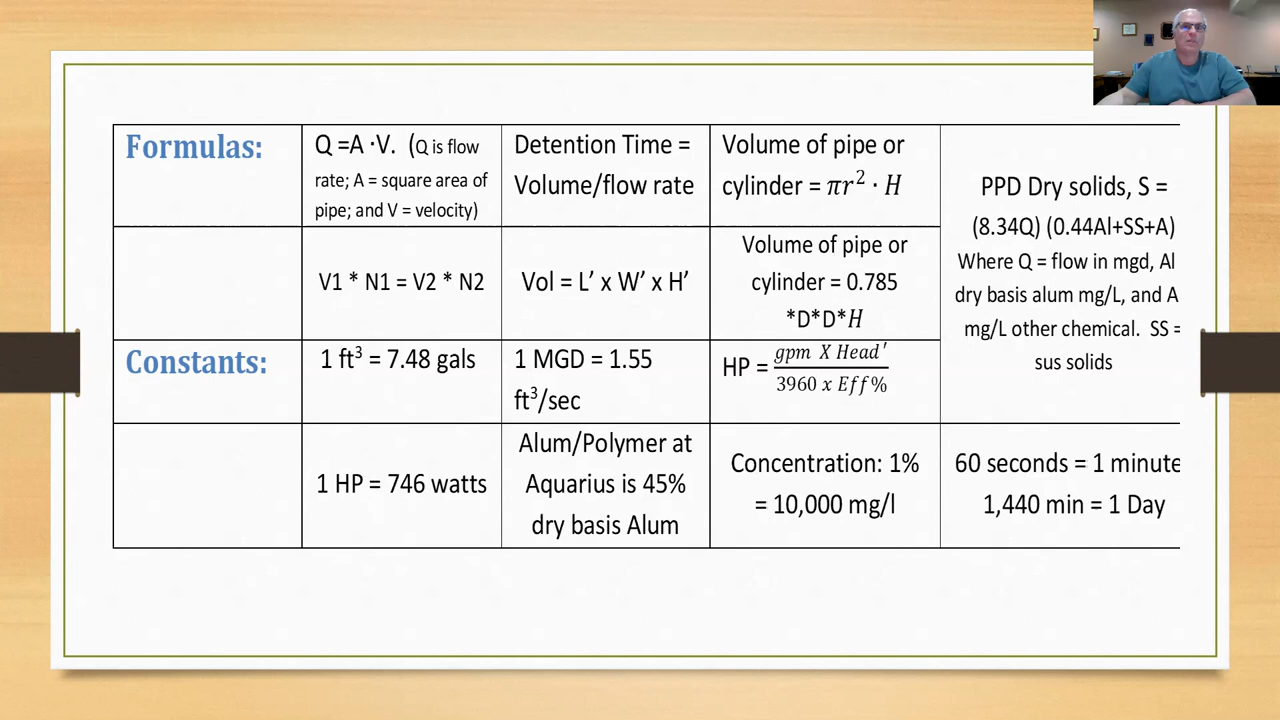 Formulas:
Q =A ·V. (Q is flow
rate; A = square area of
pipe; and V = velocity)
Detention Time =
Volume/flow rate
Volume of pipe or
cylinder = πr² · H
PPD Dry solids, S =
(8.34Q) (0.44Al+SS+A)
Where Q = flow in mgd, Al
dry basis alum mg/L, and A
mg/L other chemical. SS =
sus solids
V1 * N1 = V2 * N2
Vol = L’ x W’ x H’
Volume of pipe or
cylinder = 0.785
*D*D*H
Constants:
1 ft³ = 7.48 gals
1 MGD = 1.55
ft³/sec
HP = gpm X Head′ / 3960 x Eff%
1 HP = 746 watts
Alum/Polymer at
Aquarius is 45%
dry basis Alum
Concentration: 1%
= 10,000 mg/l
60 seconds = 1 minute
1,440 min = 1 Day